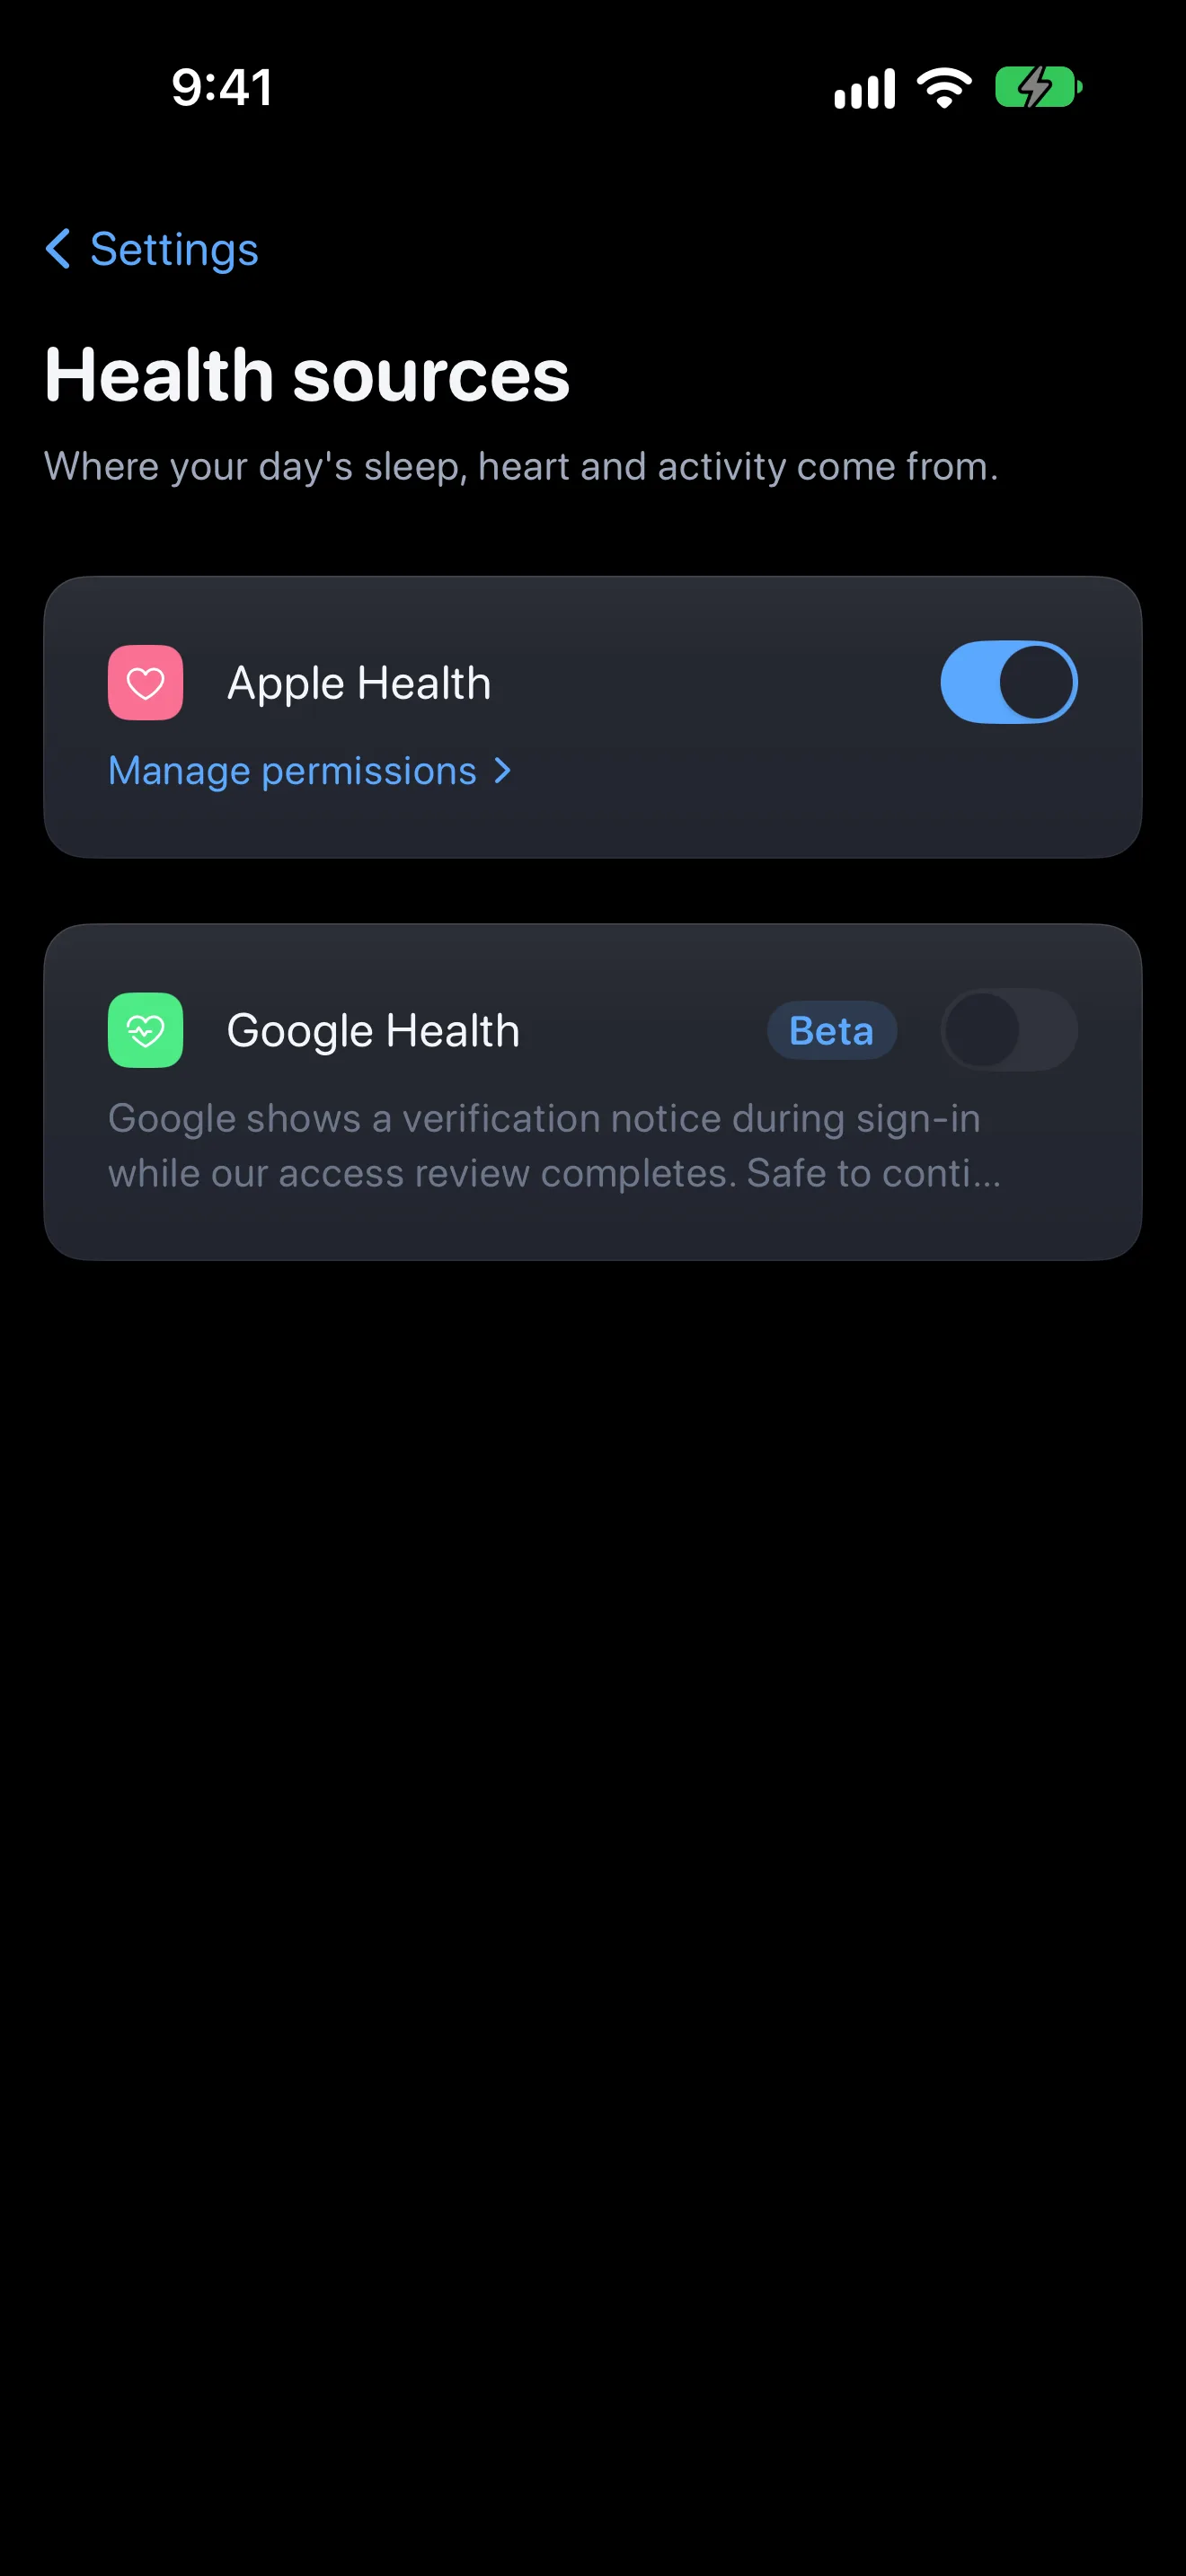 9:41
Settings
Health sources
Where your day's sleep, heart and activity come from.
Apple Health
Manage permissions
Google Health
Beta
Google shows a verification notice during sign-in
while our access review completes. Safe to conti...